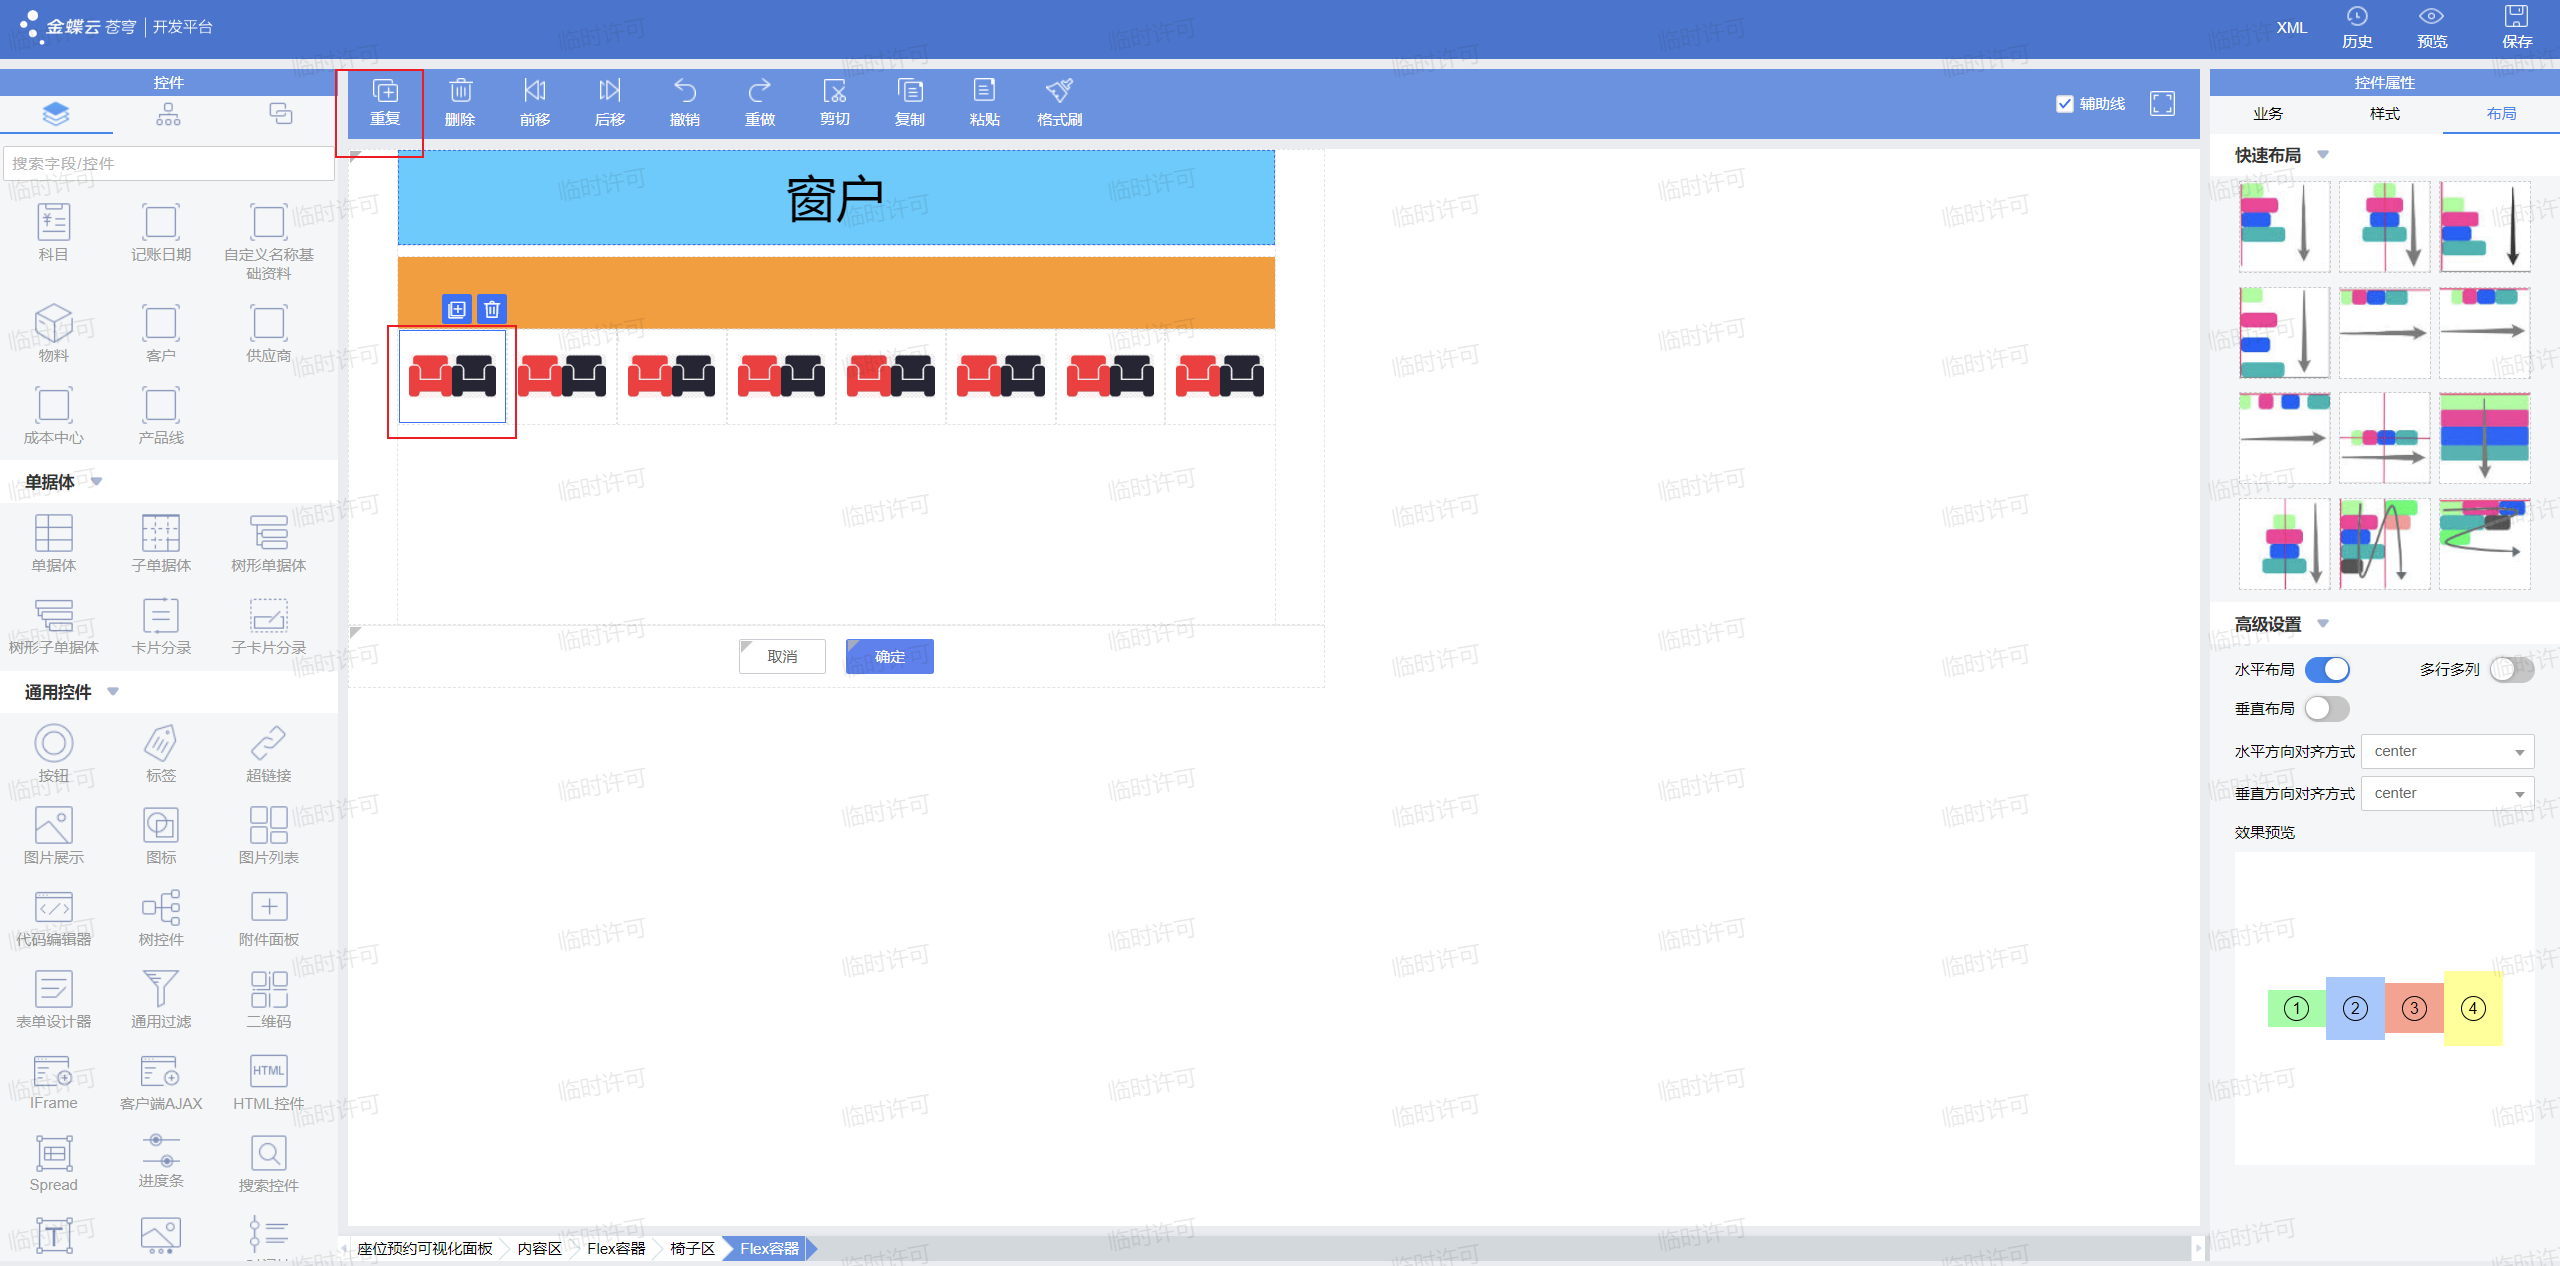 金蝶云 苍穹 开发平台
XML 历史 预览 保存
控件
重复 删除 前移 后移 撤销 重做 剪切 复制 粘贴 格式刷
辅助线
控件属性
业务 样式 布局
搜索字段/控件
科目 记账日期 自定义名称基
础资料
物料 客户 供应商
成本中心 产品线
单据体
单据体 子单据体 树形单据体
树形子单据体 卡片分录 子卡片分录
通用控件
按钮 标签 超链接
图片展示 图标 图片列表
代码编辑器 树控件 附件面板
表单设计器 通用过滤 二维码
HTML
IFrame 客户端AJAX HTML控件
Spread 进度条 搜索控件
窗户
取消 确定
座位预约可视化面板 内容区 Flex容器 椅子区 Flex容器
快速布局
高级设置
水平布局 多行多列
垂直布局
水平方向对齐方式 center
垂直方向对齐方式 center
效果预览
① ② ③ ④
临时许可